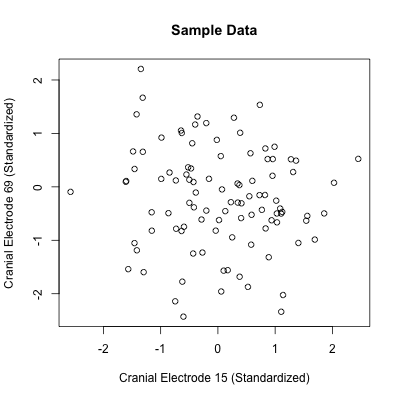 Sample Data
Cranial Electrode 69 (Standardized)
2
1
0
-1
-2
-2 -1 0 1 2
Cranial Electrode 15 (Standardized)